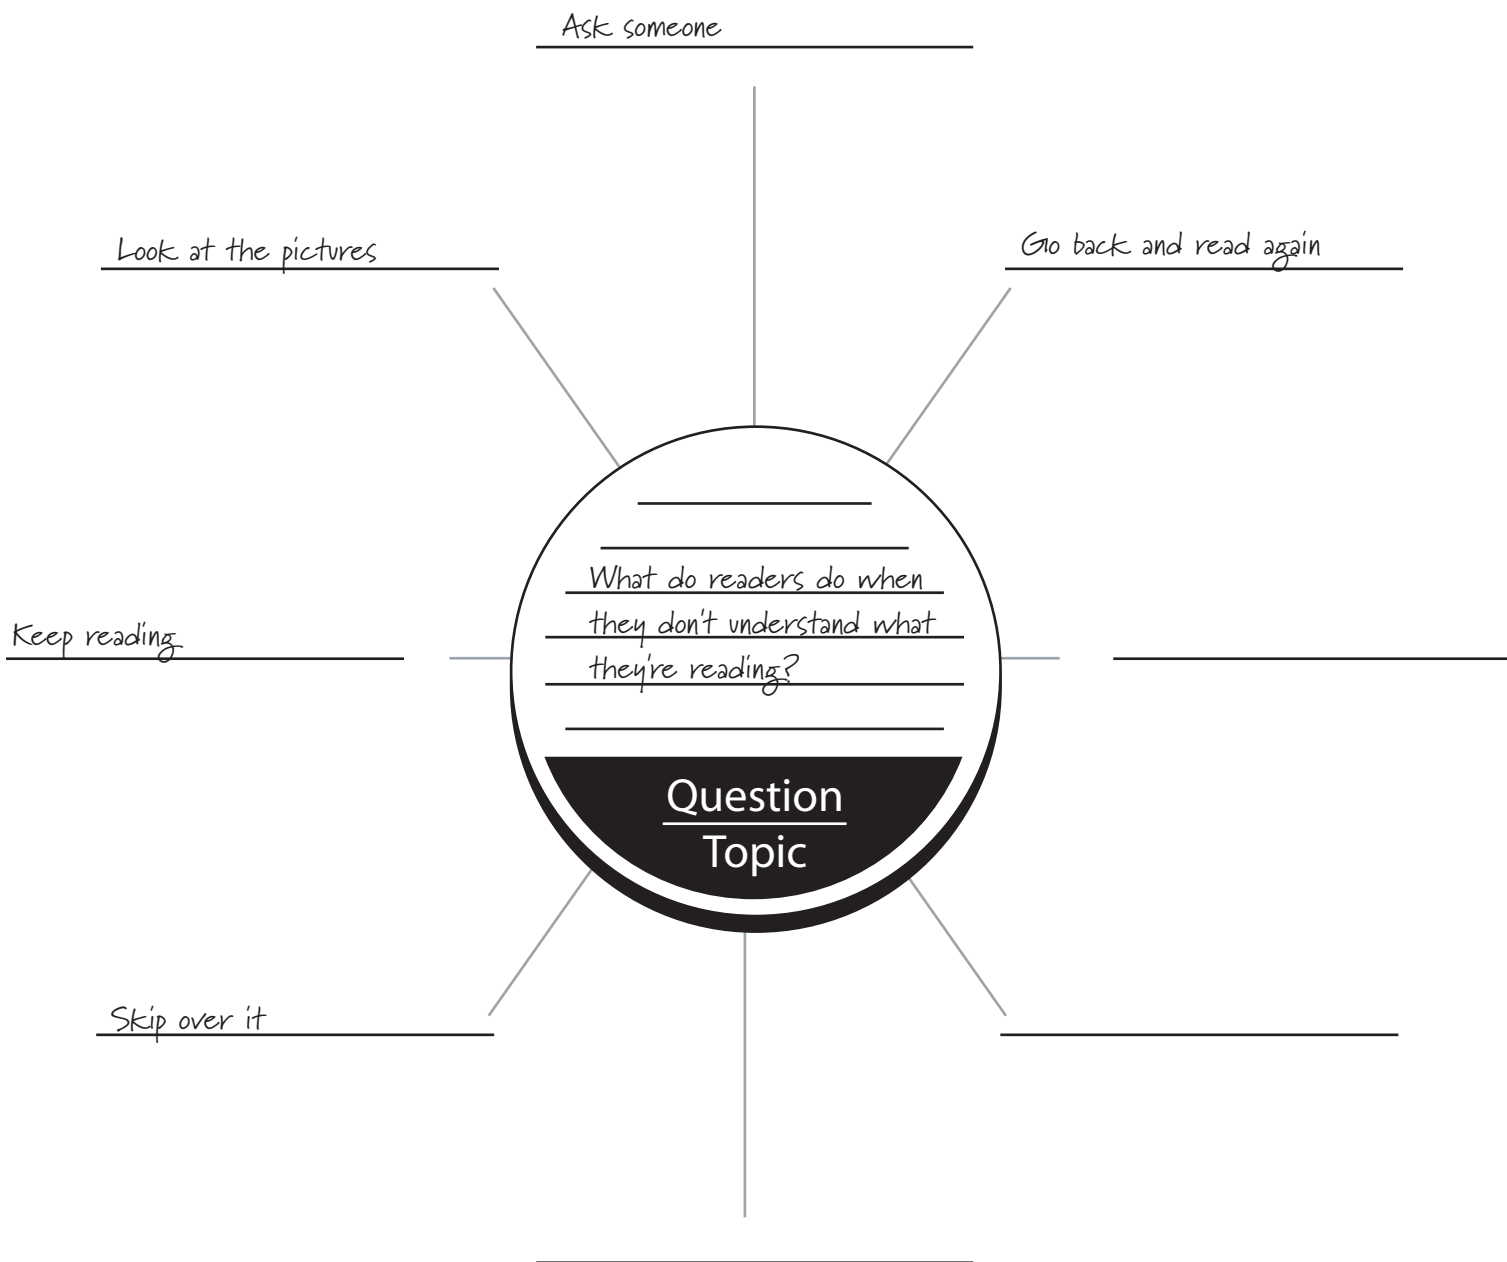 Ask someone
Look at the pictures
Go back and read again
What do readers do when
they don't understand what
they're reading?
Keep reading
Question
Topic
Skip over it